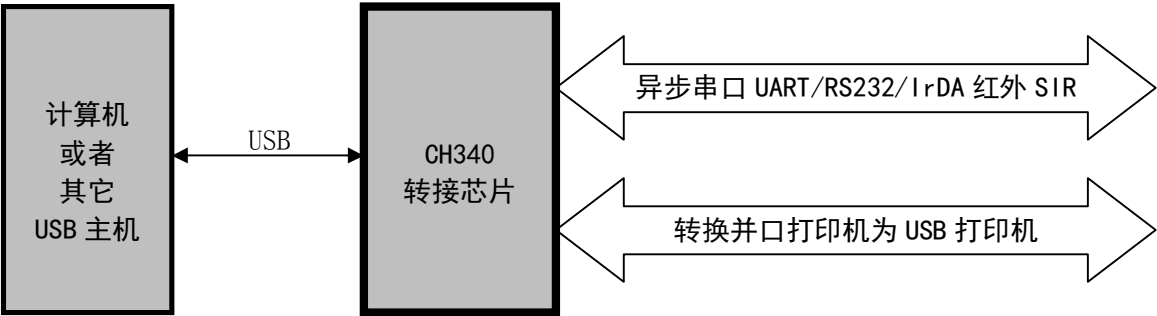 计算机
或者
其它
USB 主机
USB
CH340
转接芯片
异步串口 UART/RS232/IrDA 红外 SIR
转换并口打印机为 USB 打印机